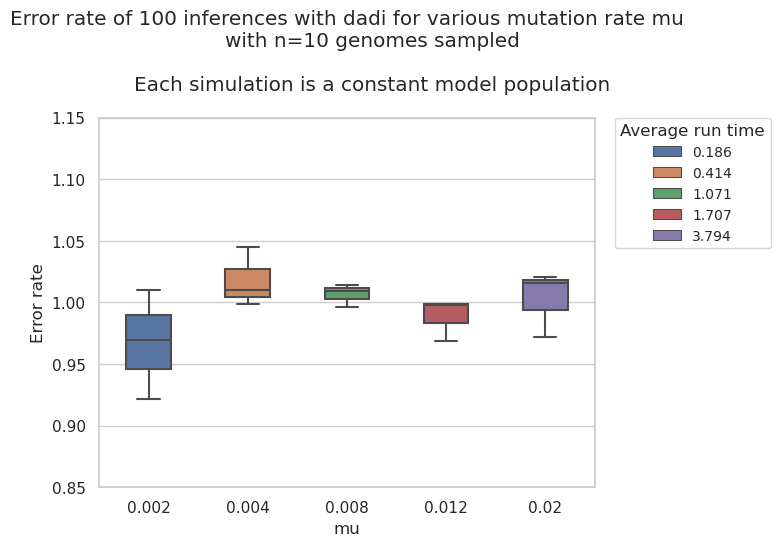 Error rate of 100 inferences with dadi for various mutation rate mu
with n=10 genomes sampled
Each simulation is a constant model population
Average run time
0.186
0.414
1.071
1.707
3.794
Error rate
1.15
1.10
1.05
1.00
0.95
0.90
0.85
0.002
0.004
0.008
0.012
0.02
mu